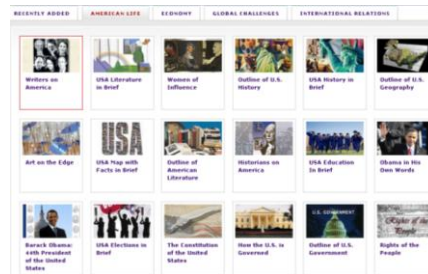 RECENTLY ADDED
AMERICAN LIFE
ECONOMY
GLOBAL CHALLENGES
INTERNATIONAL RELATIONS
Writers on
America
USA Literature
in Brief
Women of
Influence
Outline of U.S.
History
USA History in
Brief
Outline of U.S.
Geography
USA
Art on the Edge
USA Map with
Facts in Brief
Outline of
American
Literature
Historians on
America
USA Education
In Brief
Obama in His
Own Words
U.S. GOVERNMENT
Rights of the
People
Barack Obama:
44th President
of the United
States
USA Elections in
Brief
The Constitution
of the United
States
How the U.S. is
Governed
Outline of U.S.
Government
Rights of the
People